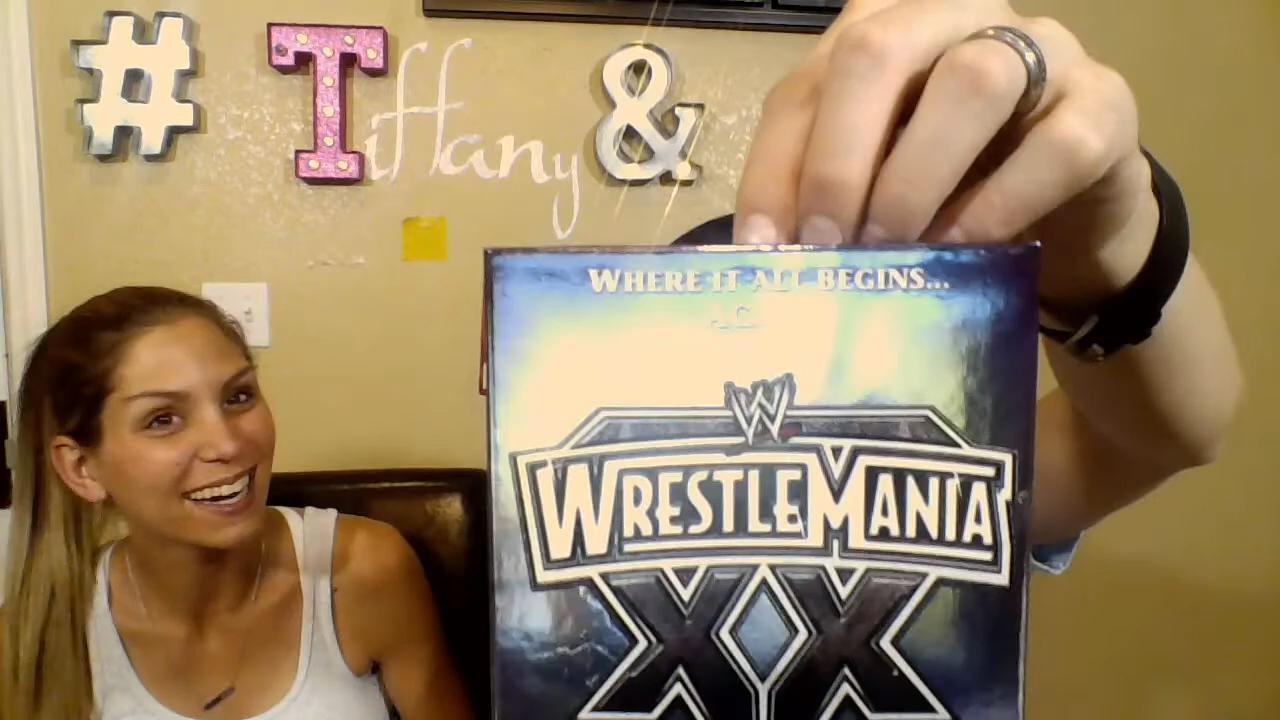 # Tiffany &
WHERE IT ALL BEGINS...
W
WRESTLEMANIA
XX